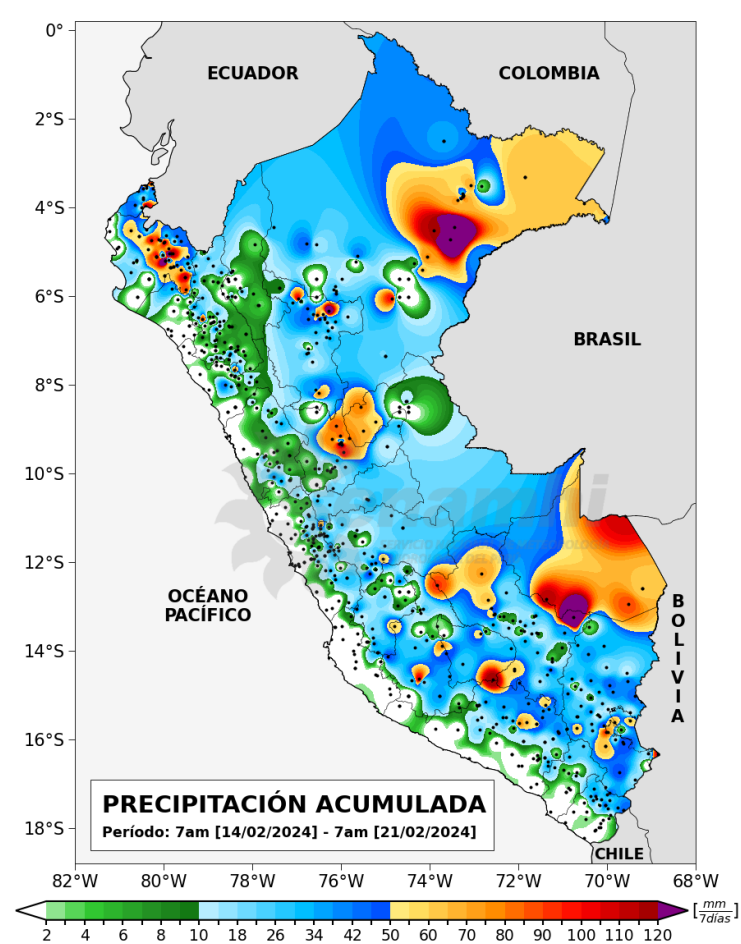 0°
2°S
4°S
6°S
8°S
10°S
12°S
14°S
16°S
18°S
ECUADOR
COLOMBIA
BRASIL
senamhi
OCÉANO
PACÍFICO
BOLIVIA
CHILE
PRECIPITACIÓN ACUMULADA
Período: 7am [14/02/2024] - 7am [21/02/2024]
82°W 80°W 78°W 76°W 74°W 72°W 70°W 68°W
2 4 6 8 10 18 26 34 42 50 60 70 80 90 100 110 120
[mm/7días]